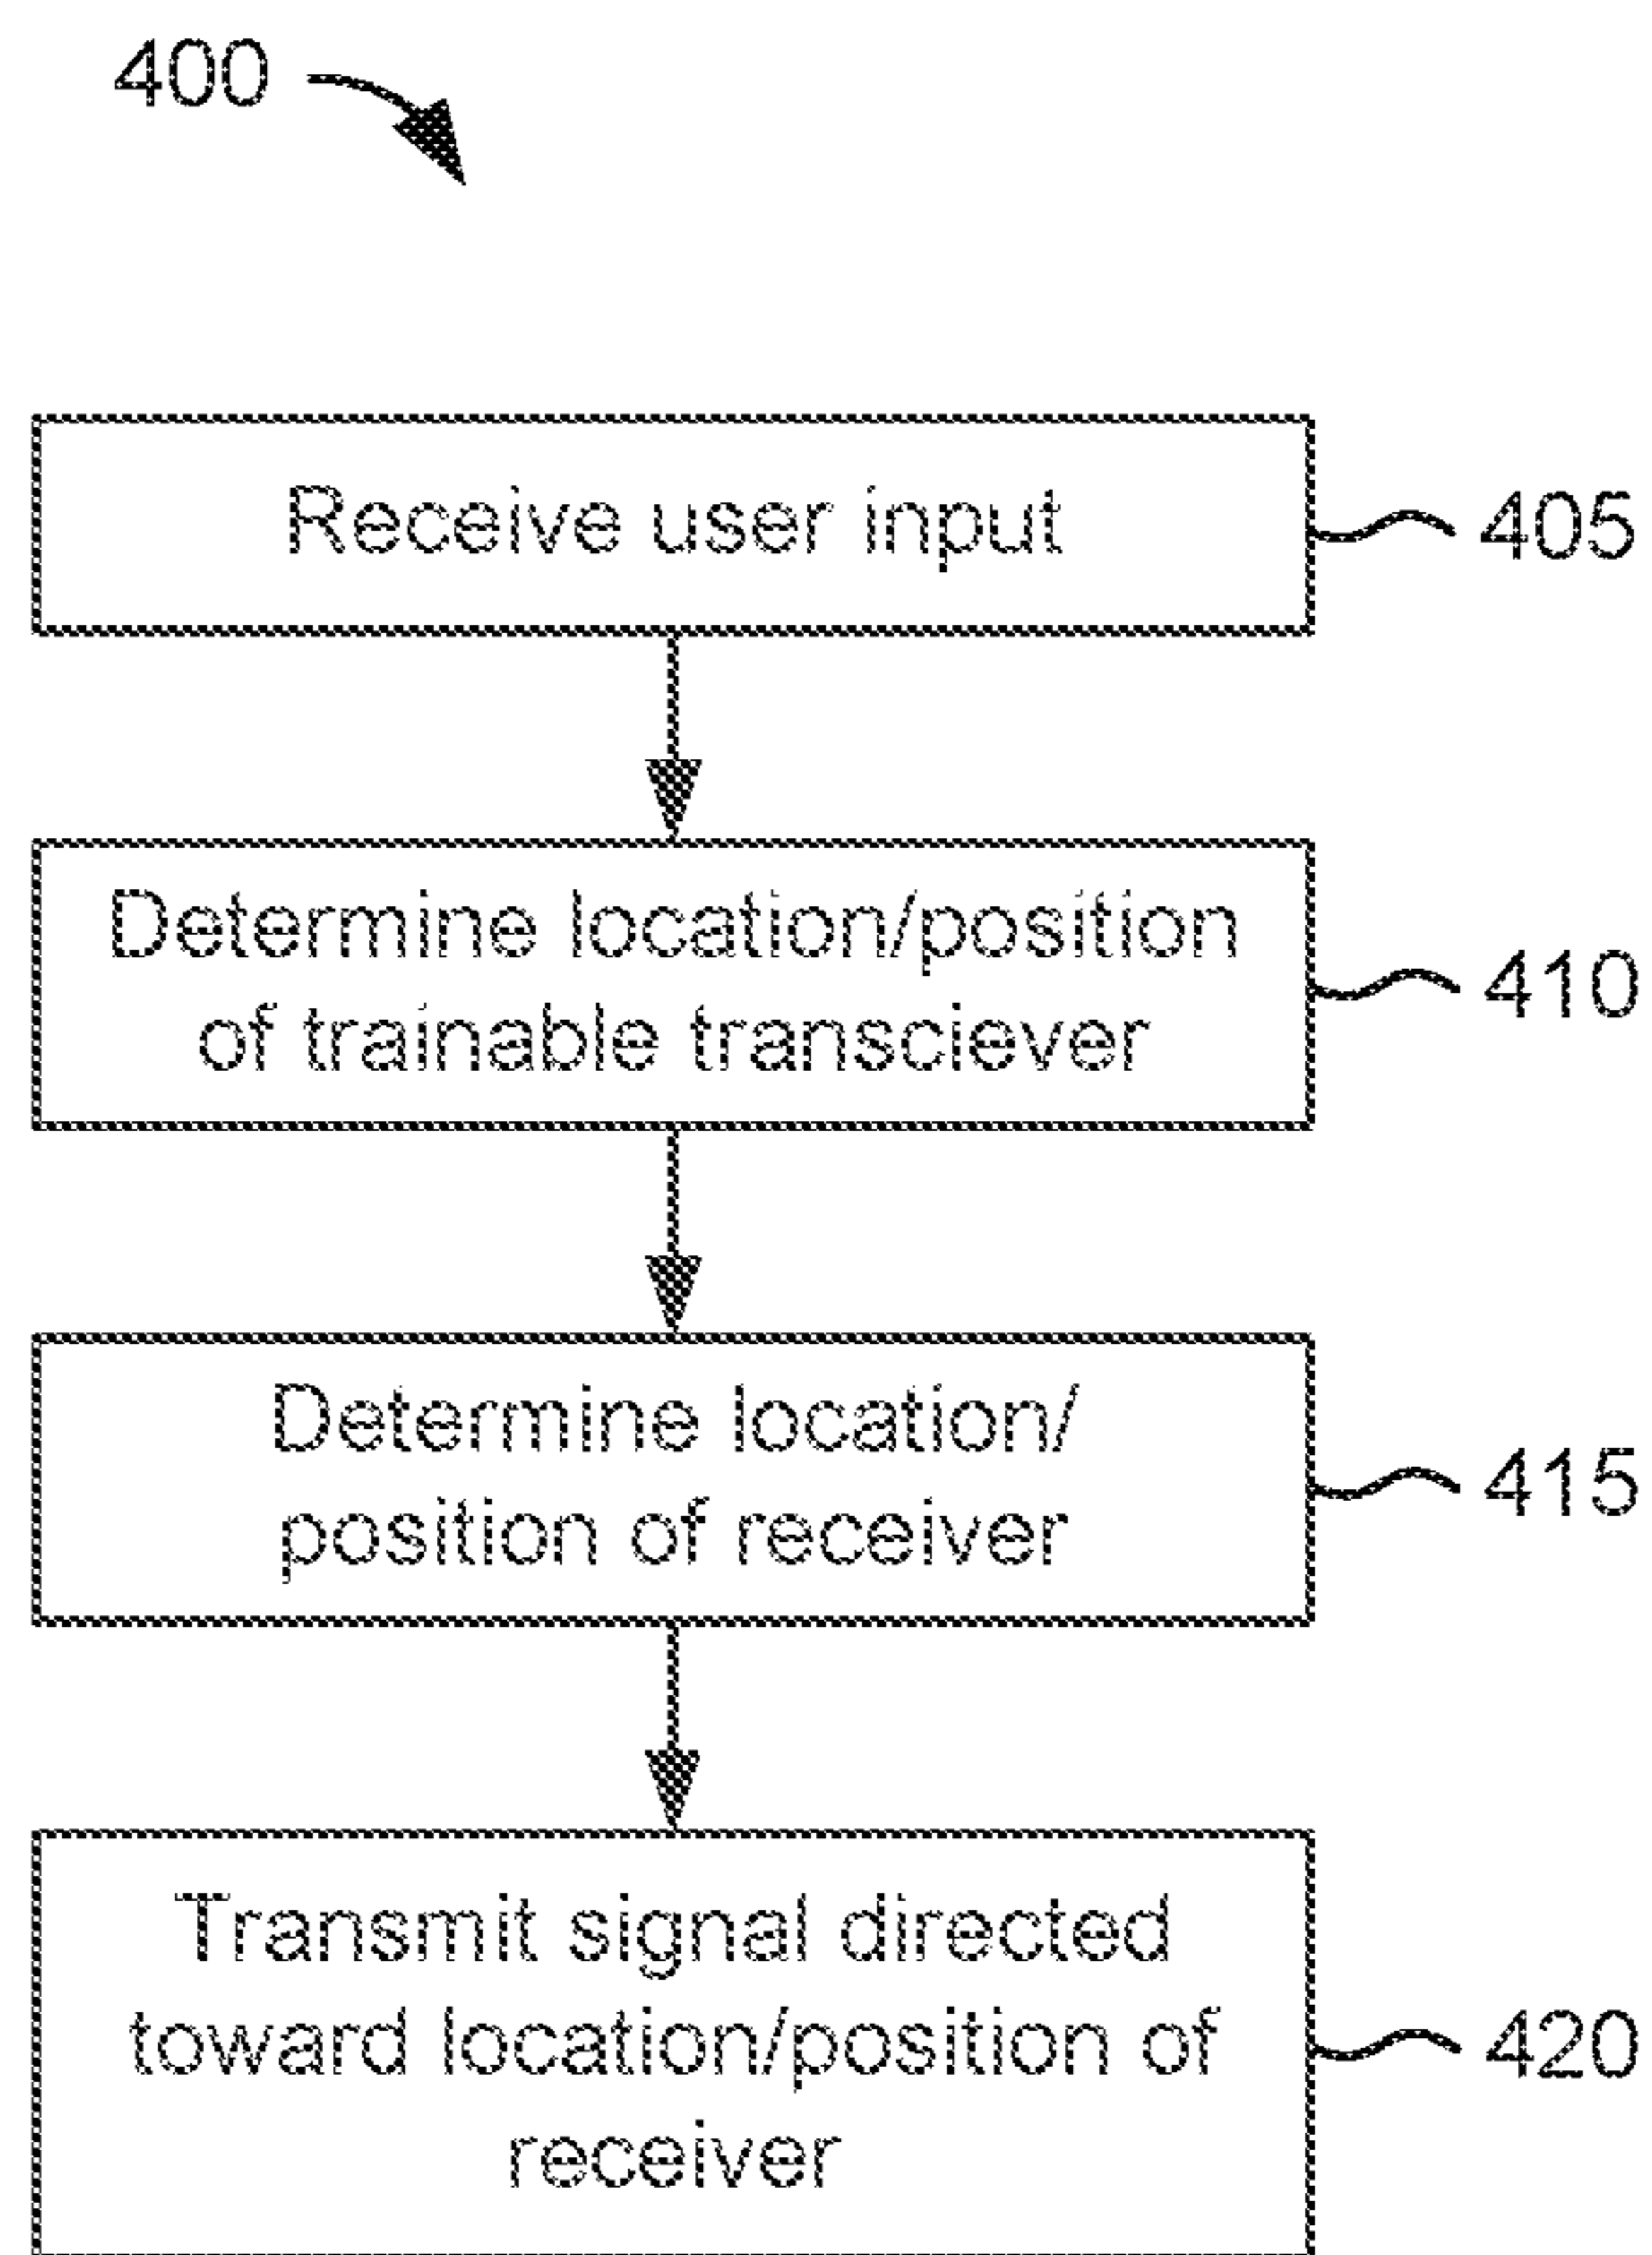 400
Receive user input
405
Determine location/position
of trainable transciever
410
Determine location/
position of receiver
415
Transmit signal directed
toward location/position of
receiver
420